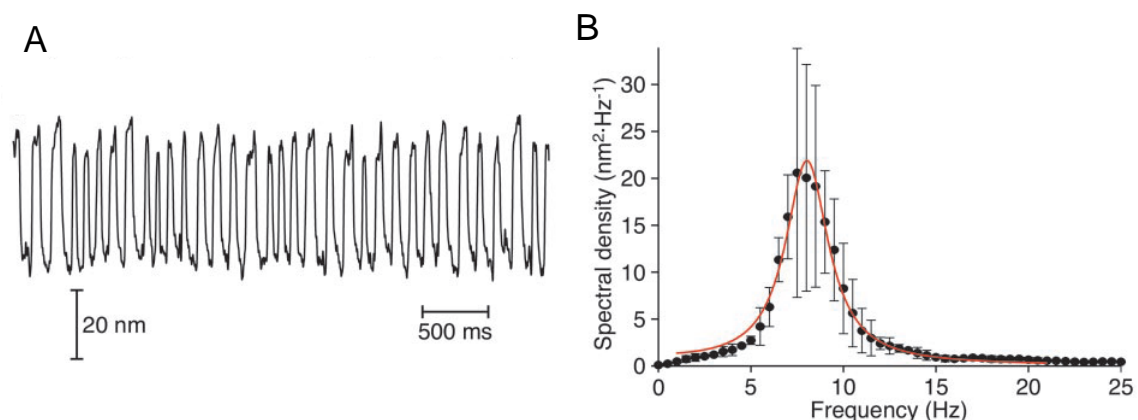 A
20 nm
500 ms
B
Spectral density (nm²·Hz⁻¹)
30
25
20
15
10
5
0
0 5 10 15 20 25
Frequency (Hz)